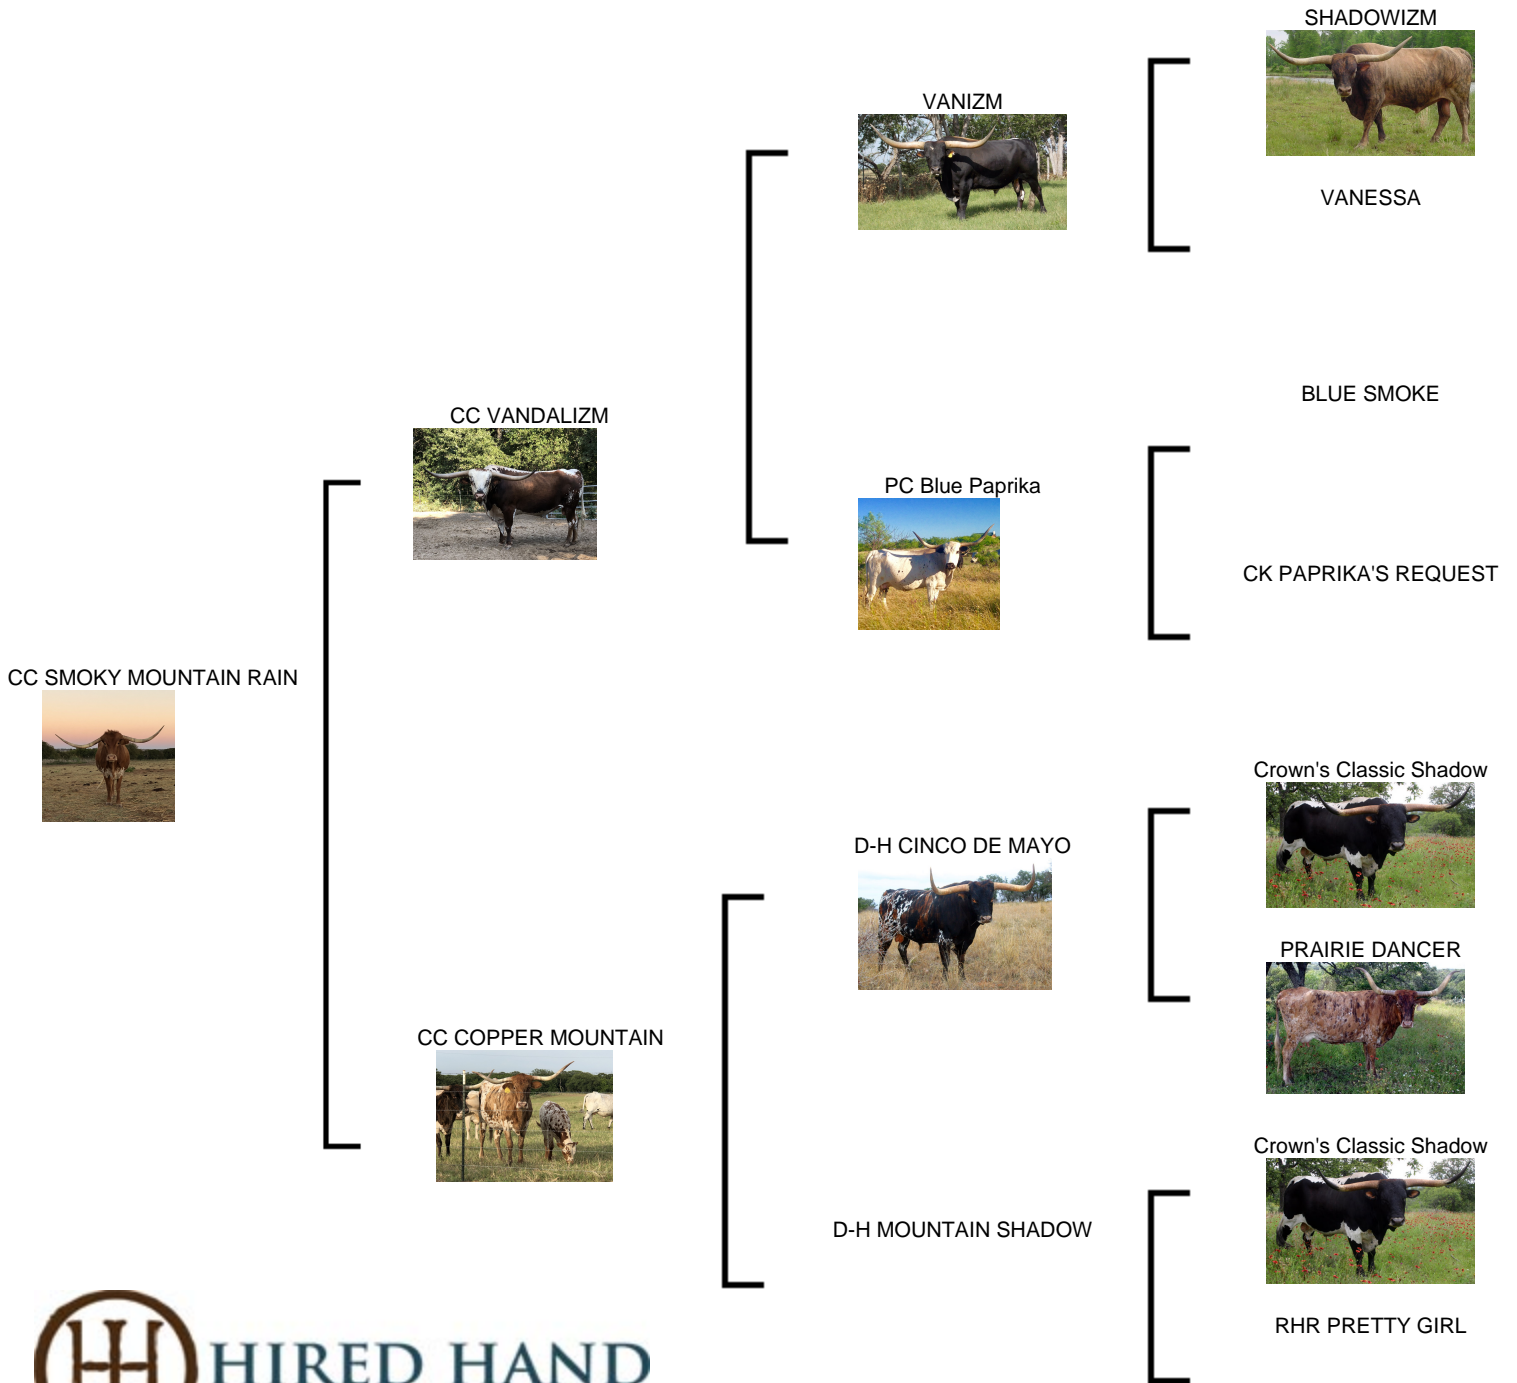 SHADOWIZM
VANIZM
VANESSA
BLUE SMOKE
CC VANDALIZM
PC Blue Paprika
CK PAPRIKA'S REQUEST
CC SMOKY MOUNTAIN RAIN
Crown's Classic Shadow
D-H CINCO DE MAYO
PRAIRIE DANCER
CC COPPER MOUNTAIN
Crown's Classic Shadow
D-H MOUNTAIN SHADOW
RHR PRETTY GIRL
HIRED HAND